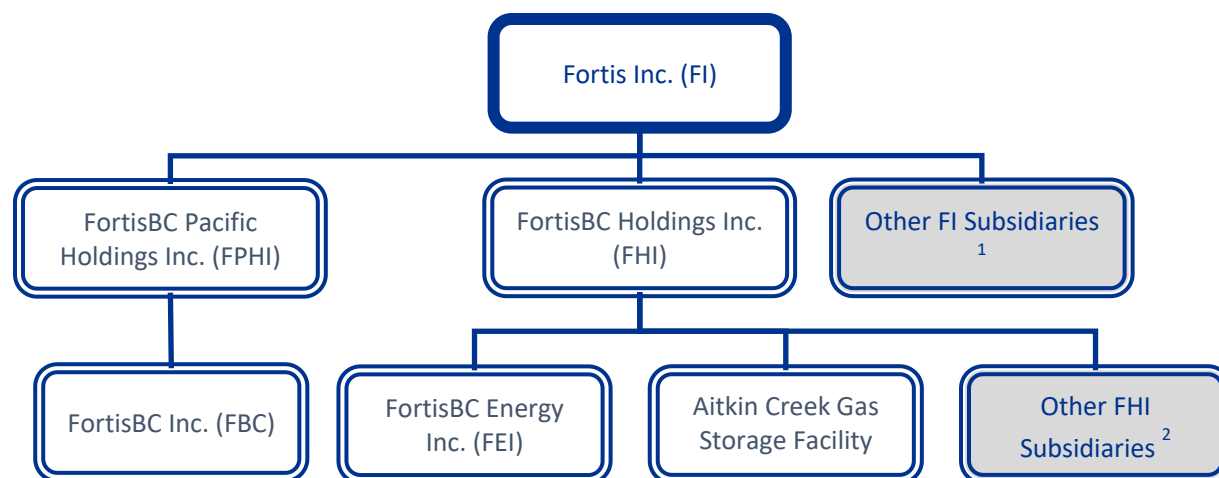 Fortis Inc. (FI)
FortisBC Pacific
Holdings Inc. (FPHI)
FortisBC Holdings Inc.
(FHI)
Other FI Subsidiaries
1
FortisBC Inc. (FBC)
FortisBC Energy
Inc. (FEI)
Aitkin Creek Gas
Storage Facility
Other FHI
Subsidiaries 2